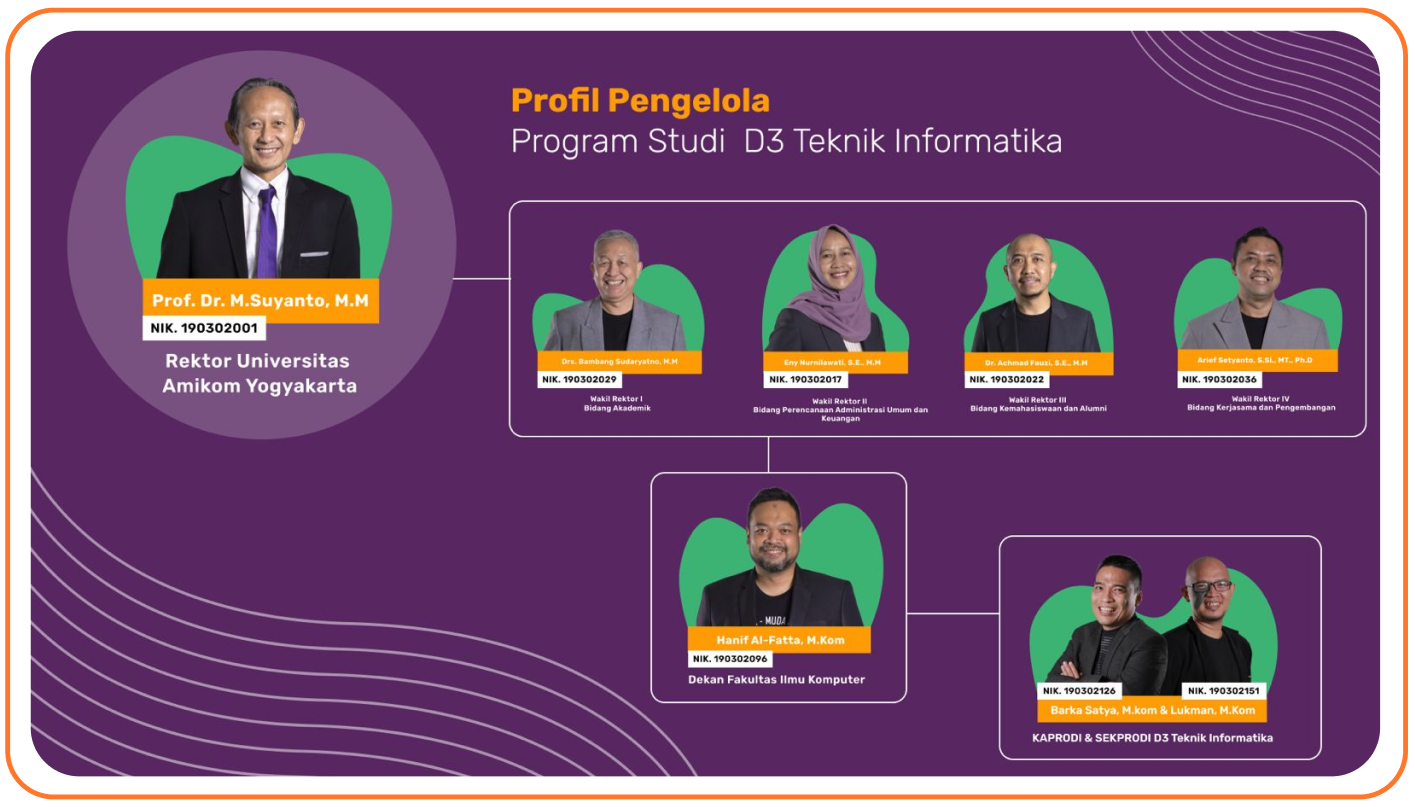 Profil Pengelola
Program Studi D3 Teknik Informatika
Prof. Dr. M.Suyanto, M.M
NIK. 190302001
Rektor Universitas
Amikom Yogyakarta
Drs. Bambang Sudaryatno, M.M
NIK. 190302029
Wakil Rektor I
Bidang Akademik
Eny Nurnilawati, S.E., M.M
NIK. 190302017
Wakil Rektor II
Bidang Perencanaan Administrasi Umum dan
Keuangan
Dr. Achmad Fauzi, S.E., M.M
NIK. 190302022
Wakil Rektor III
Bidang Kemahasiswaan dan Alumni
Arief Setyanto, S.Si., MT., Ph.D
NIK. 190302036
Wakil Rektor IV
Bidang Kerjasama dan Pengembangan
- MUDA
Hanif Al-Fatta, M.Kom
NIK. 190302096
Dekan Fakultas Ilmu Komputer
NIK. 190302126
NIK. 190302151
Barka Satya, M.kom & Lukman, M.Kom
KAPRODI & SEKPRODI D3 Teknik Informatika